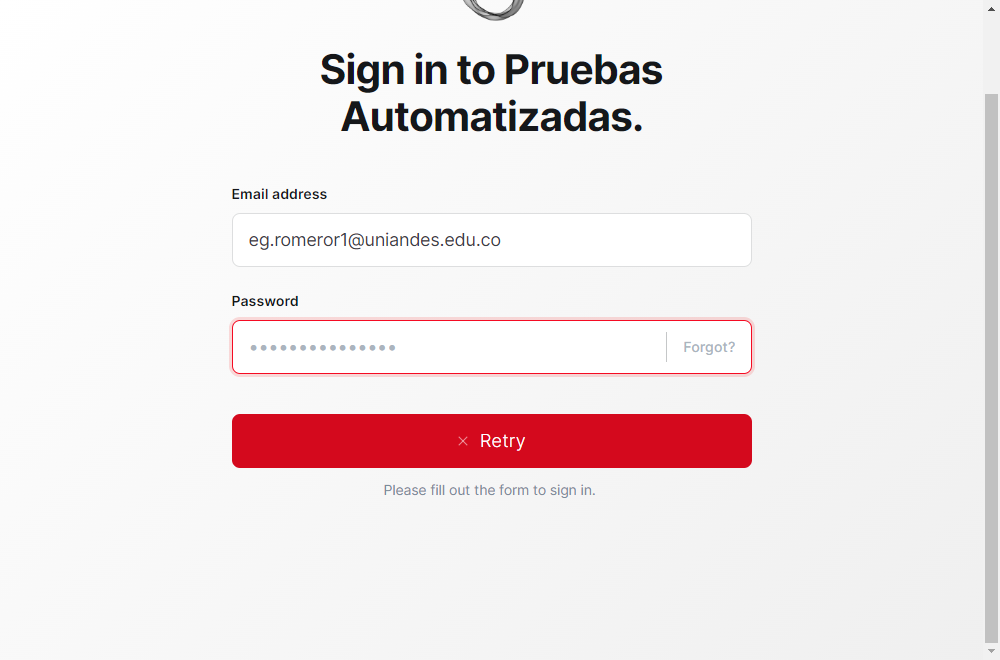 Sign in to Pruebas
Automatizadas.
Email address
eg.romeror1@uniandes.edu.co
Password
•••••••••••••••
Forgot?
× Retry
Please fill out the form to sign in.